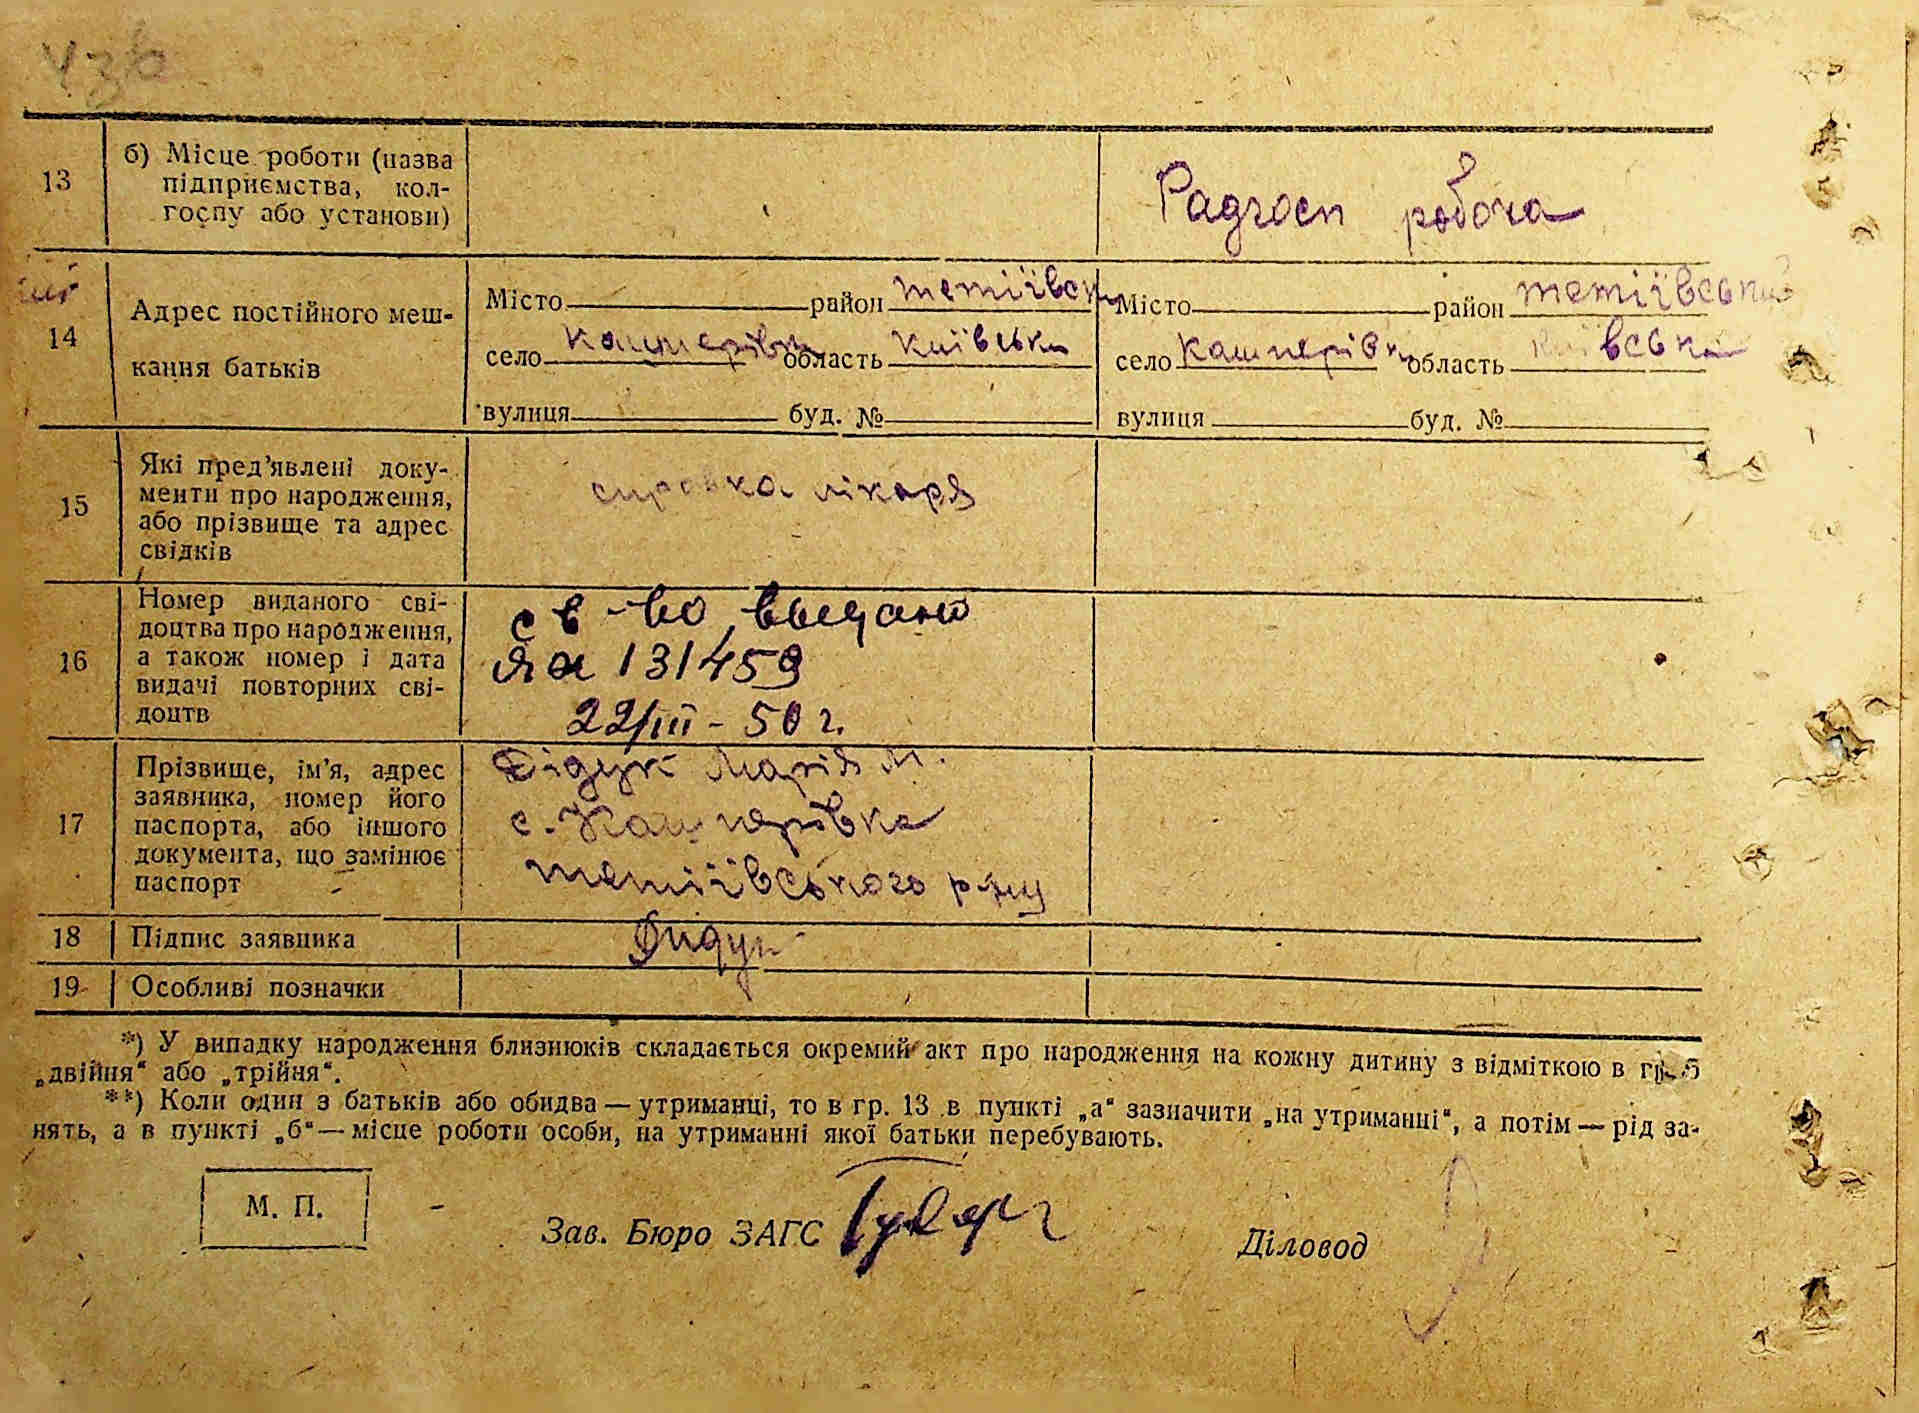 43б
13 б) Місце роботи (назва підприємства, кол-
госпу або установи)
Радгосп робоча
14 Адрес постійного меш-
кання батьків
Місто район тетіївськ
село кашперівка область київська
вулиця буд. №
Місто район тетіївський
село кашперівка область київська
вулиця буд. №
15 Які пред’явлені доку-
менти про народження,
або прізвище та адрес
свідків
справка лікаря
16 Номер виданого сві-
доцтва про народження,
а також номер і дата
видачі повторних сві-
доцтв
св-во выдано
Яа 131459
22/III - 50 г.
17 Прізвище, ім’я, адрес
заявника, номер його
паспорта, або іншого
документа, що замінює
паспорт
Дідук Марія М.
с. Кашперівка
тетіївського р-ну
18 Підпис заявника
Дидук
19 Особливі позначки
*) У випадку народження близнюків складається окремий акт про народження на кожну дитину з відміткою в гр. 5
„двійня“ або „трійня“.
**) Коли один з батьків або обидва — утриманці, то в гр. 13 в пункті „а“ зазначити „на утриманні“, а потім — рід за-
нять, а в пункті „б“ — місце роботи особи, на утриманні якої батьки перебувають.
М. П.
Зав. Бюро ЗАГС
Діловод